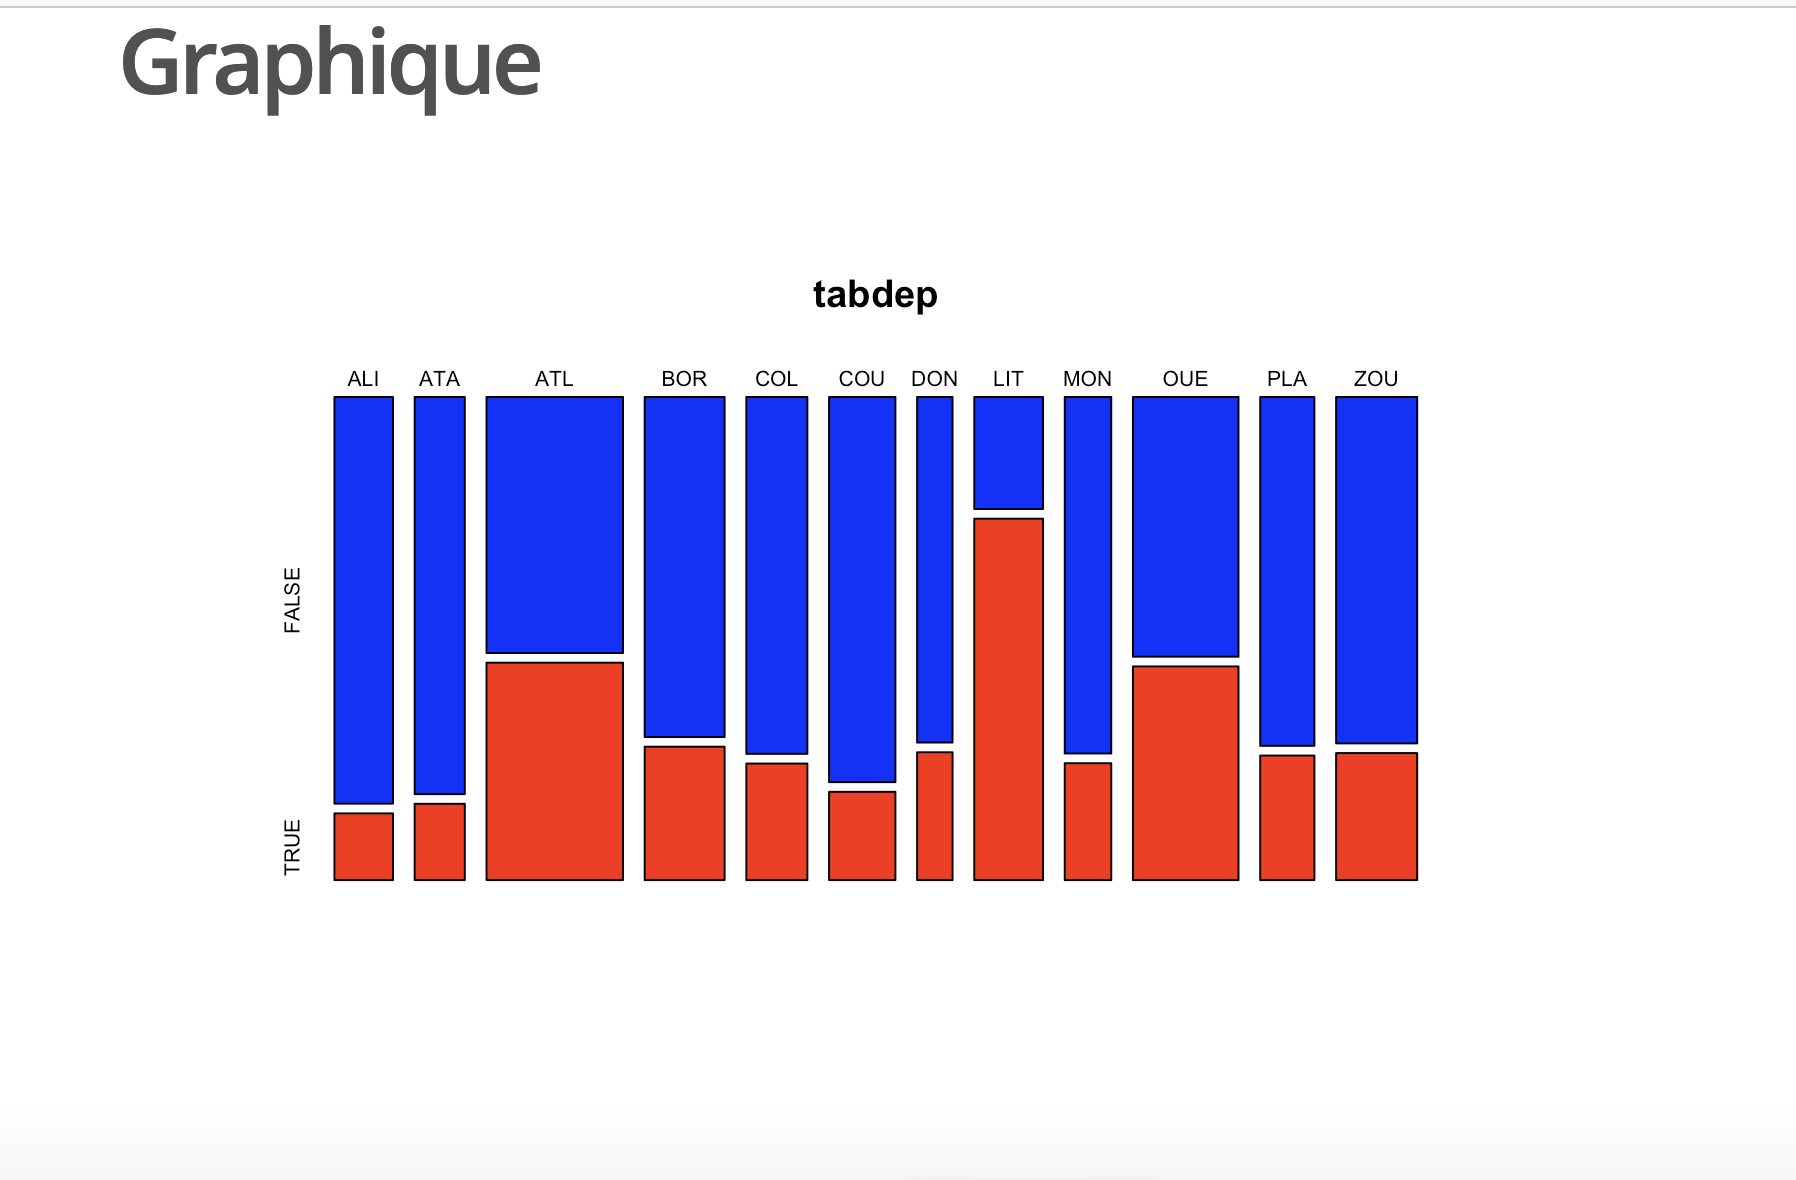 Graphique
tabdep
ALI ATA ATL BOR COL COU DON LIT MON OUE PLA ZOU
FALSE
TRUE